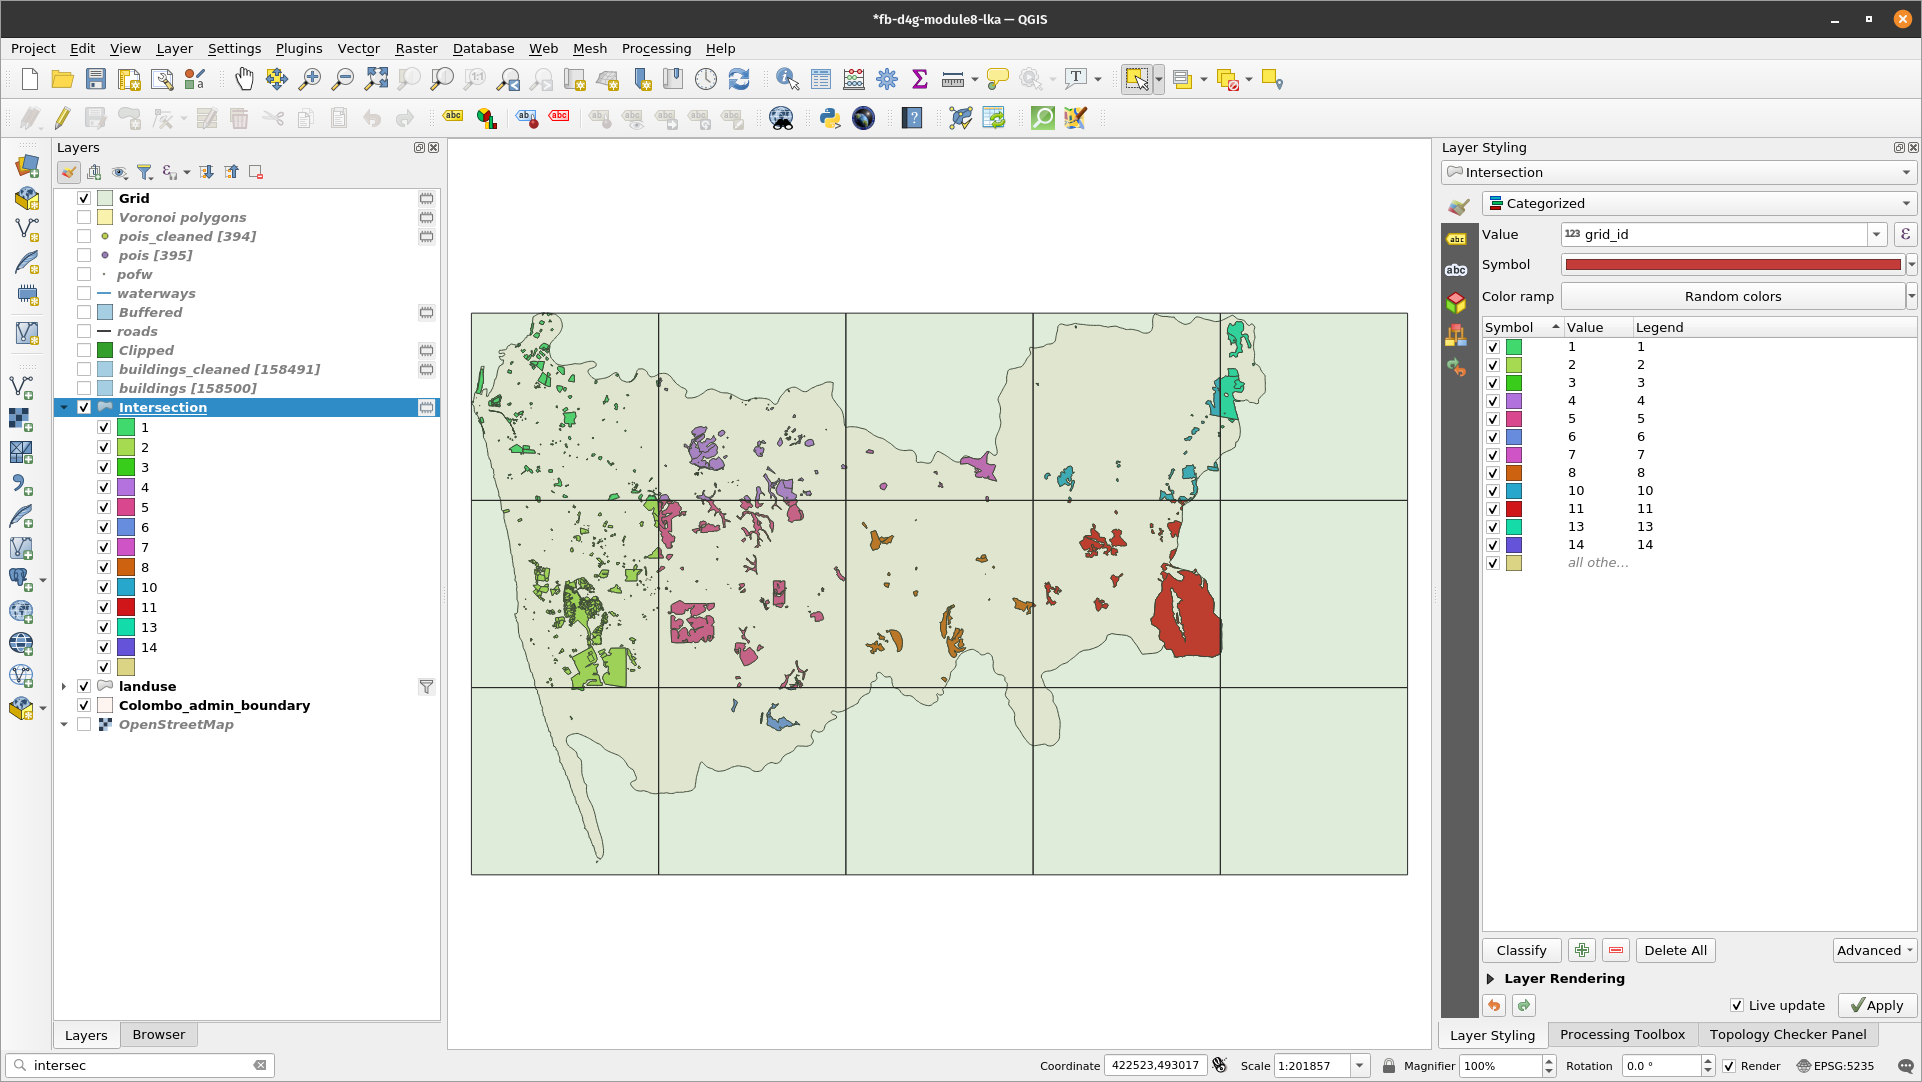 *fb-d4g-module8-lka — QGIS
Project Edit View Layer Settings Plugins Vector Raster Database Web Mesh Processing Help
Layers
Grid
Voronoi polygons
pois_cleaned [394]
pois [395]
pofw
waterways
Buffered
roads
Clipped
buildings_cleaned [158491]
buildings [158500]
Intersection
1
2
3
4
5
6
7
8
10
11
13
14
landuse
Colombo_admin_boundary
OpenStreetMap
Layers Browser
intersec
Layer Styling
Intersection
Categorized
Value 123 grid_id ε
Symbol
Color ramp Random colors
Symbol Value Legend
1 1
2 2
3 3
4 4
5 5
6 6
7 7
8 8
10 10
11 11
13 13
14 14
all othe...
Classify Delete All Advanced
Layer Rendering
Live update Apply
Layer Styling Processing Toolbox Topology Checker Panel
Coordinate 422523,493017 Scale 1:201857 Magnifier 100% Rotation 0.0 ° Render EPSG:5235